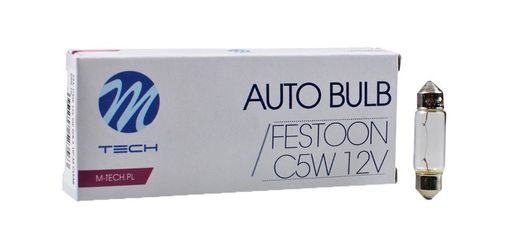 M
TECH
M-TECH.PL
AUTO BULB
/FESTOON
C5W 12V